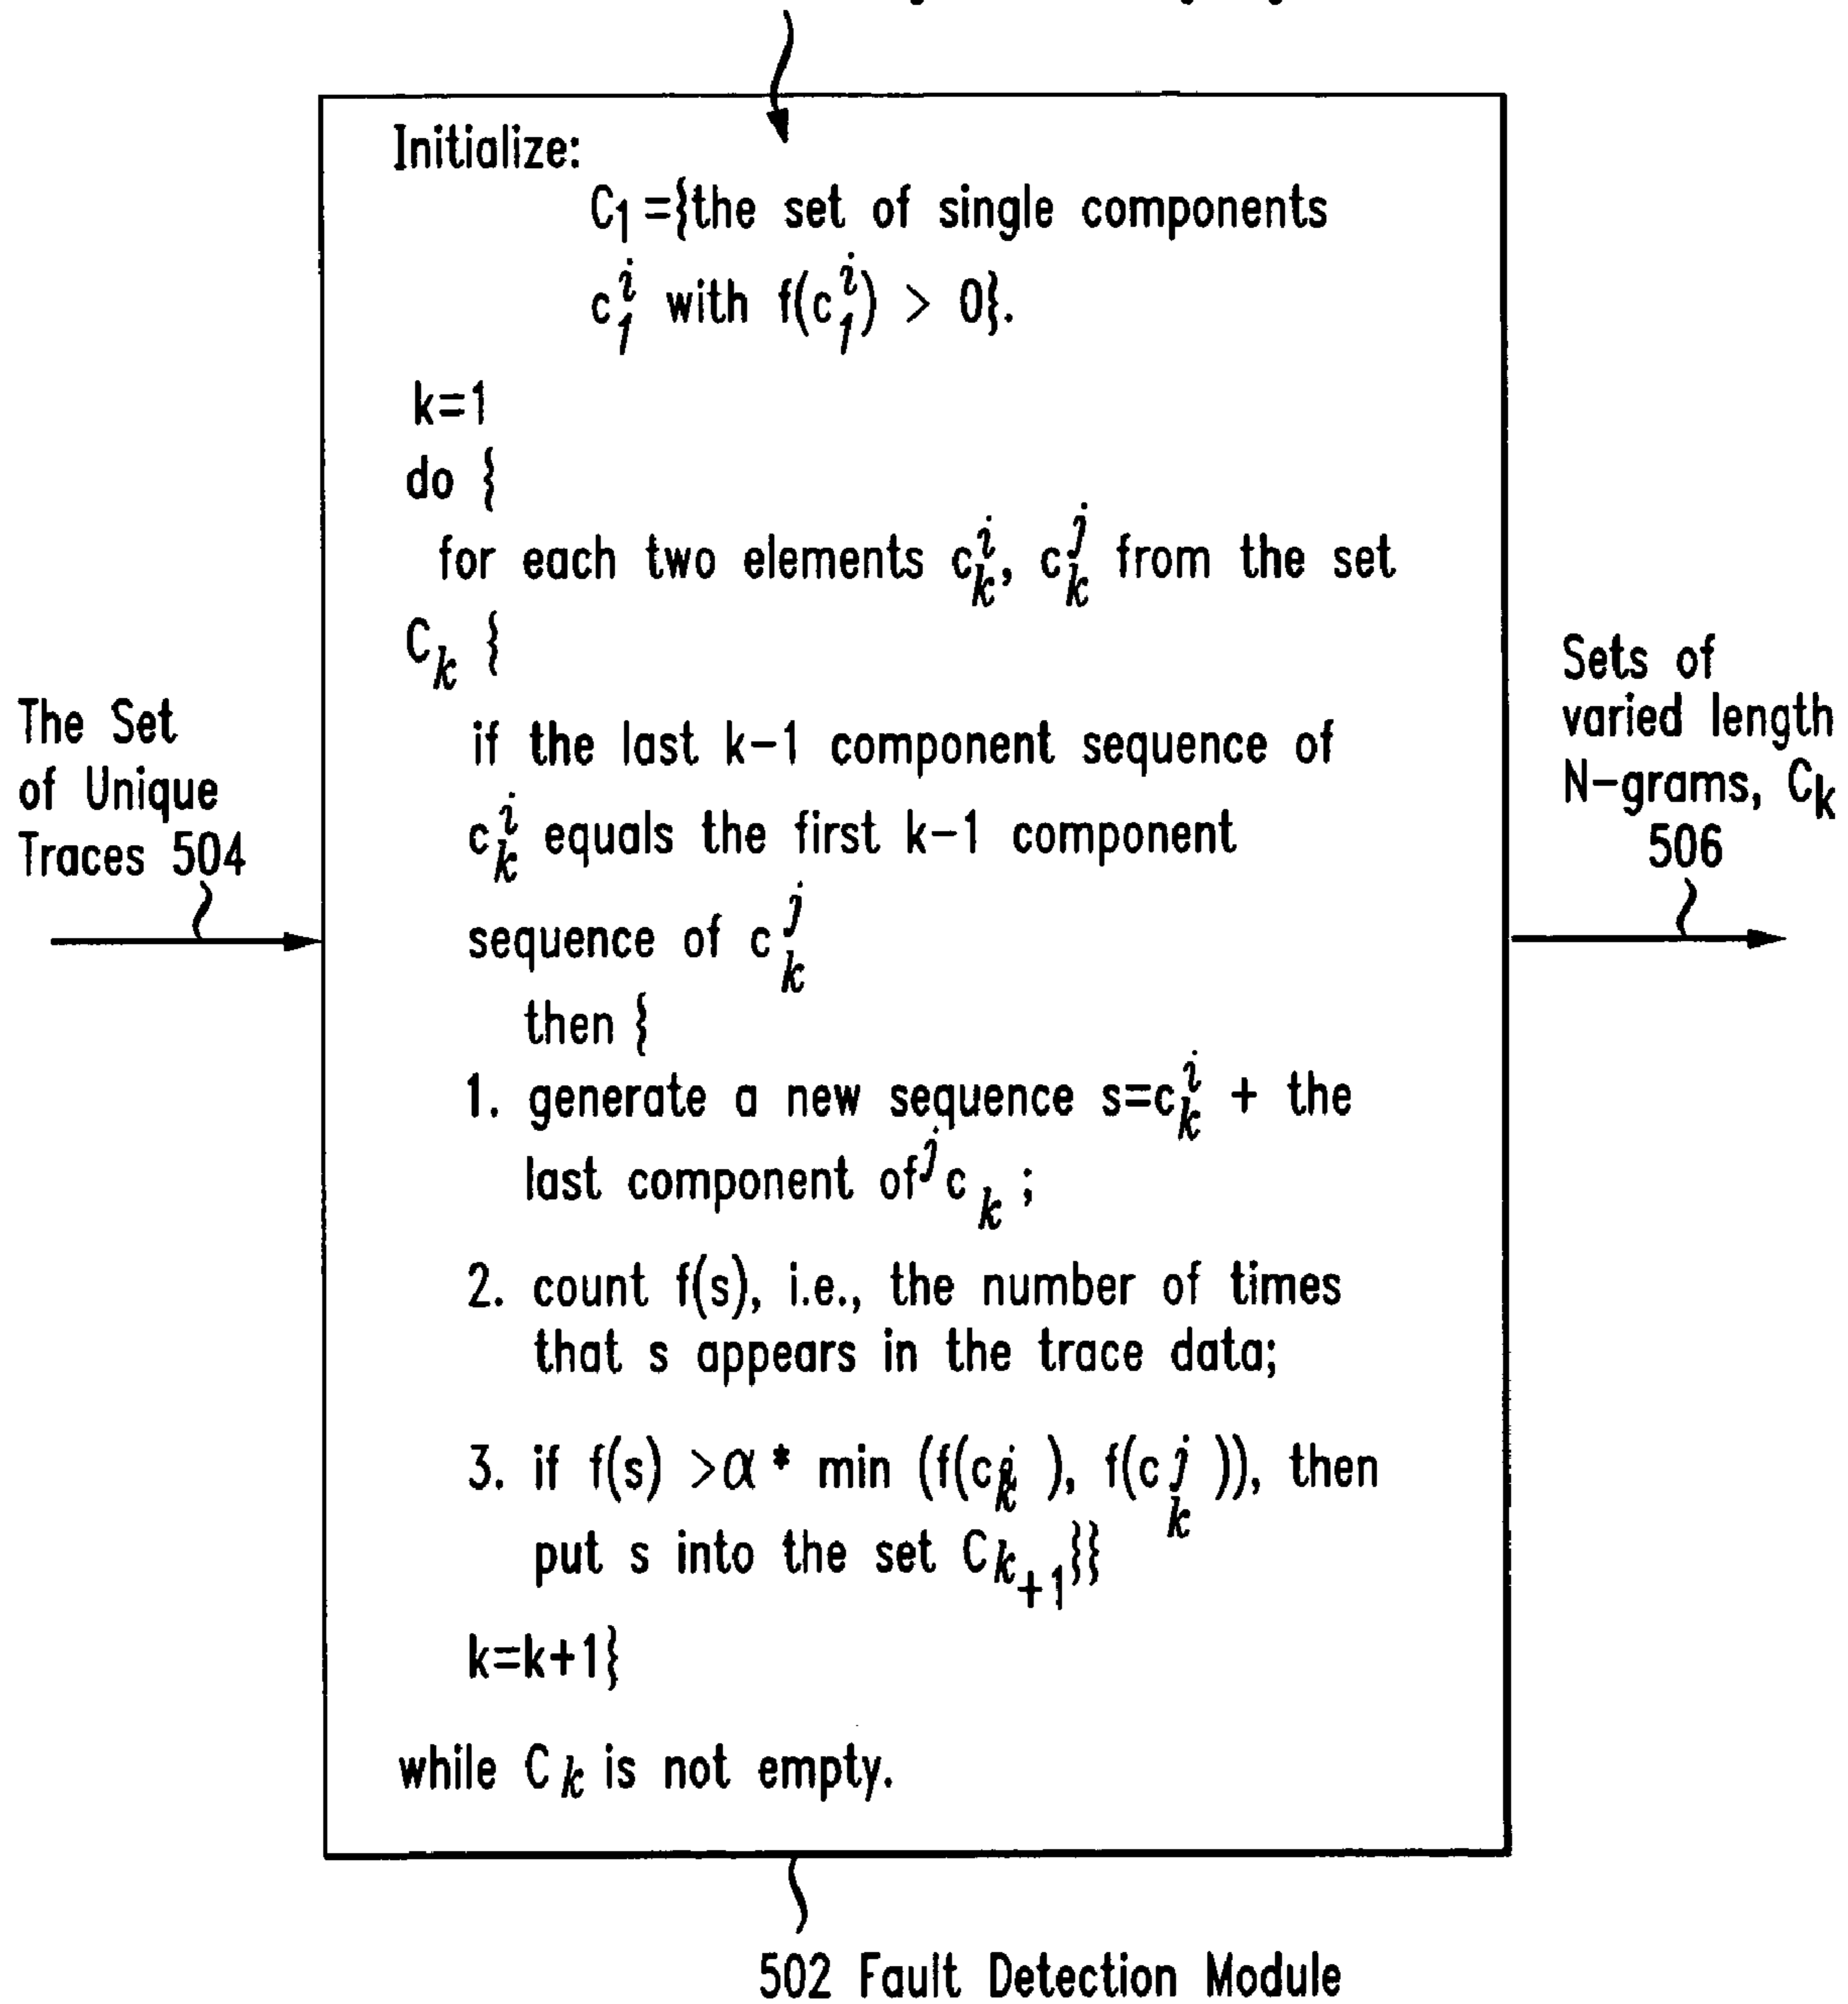 Initialize:
C₁={the set of single components
c₁ⁱ with f(c₁ⁱ) > 0}.
k=1
do {
for each two elements cₖⁱ, cₖʲ from the set
Cₖ {
if the last k-1 component sequence of
cₖⁱ equals the first k-1 component
sequence of cₖʲ
then {
1. generate a new sequence s=cₖⁱ + the
last component of ʲcₖ ;
2. count f(s), i.e., the number of times
that s appears in the trace data;
3. if f(s) >α * min (f(cₖⁱ ), f(cₖʲ )), then
put s into the set Cₖ₊₁}}
k=k+1}
while Cₖ is not empty.
The Set
of Unique
Traces 504
Sets of
varied length
N-grams, Cₖ
506
502 Fault Detection Module